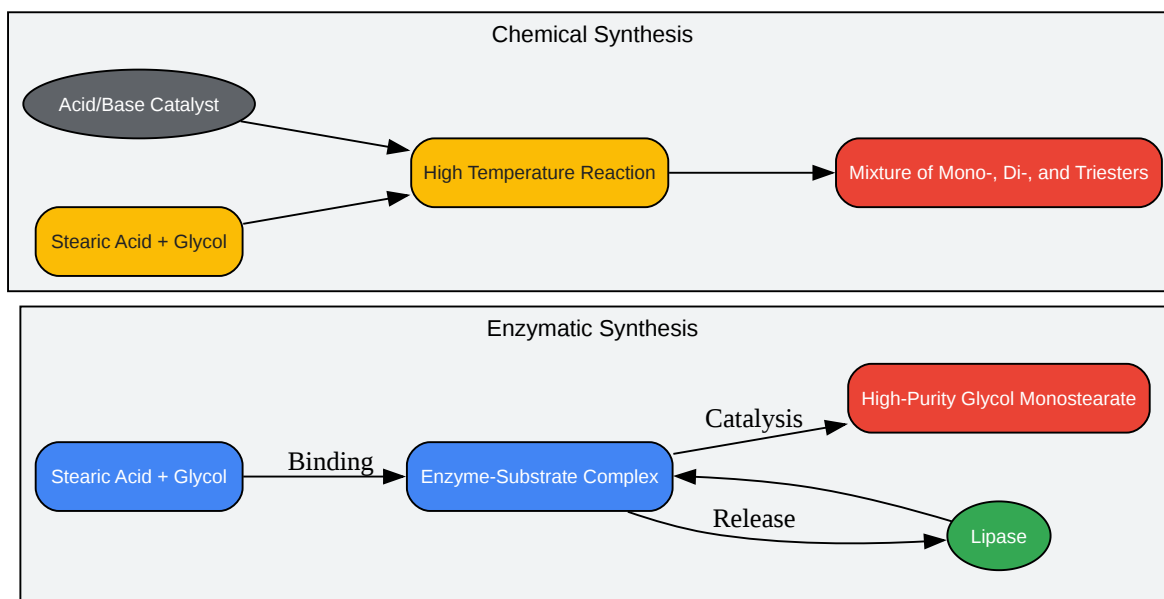 Chemical Synthesis
Acid/Base Catalyst
High Temperature Reaction
Mixture of Mono-, Di-, and Triesters
Stearic Acid + Glycol
Enzymatic Synthesis
High-Purity Glycol Monostearate
Catalysis
Stearic Acid + Glycol
Binding
Enzyme-Substrate Complex
Release
Lipase